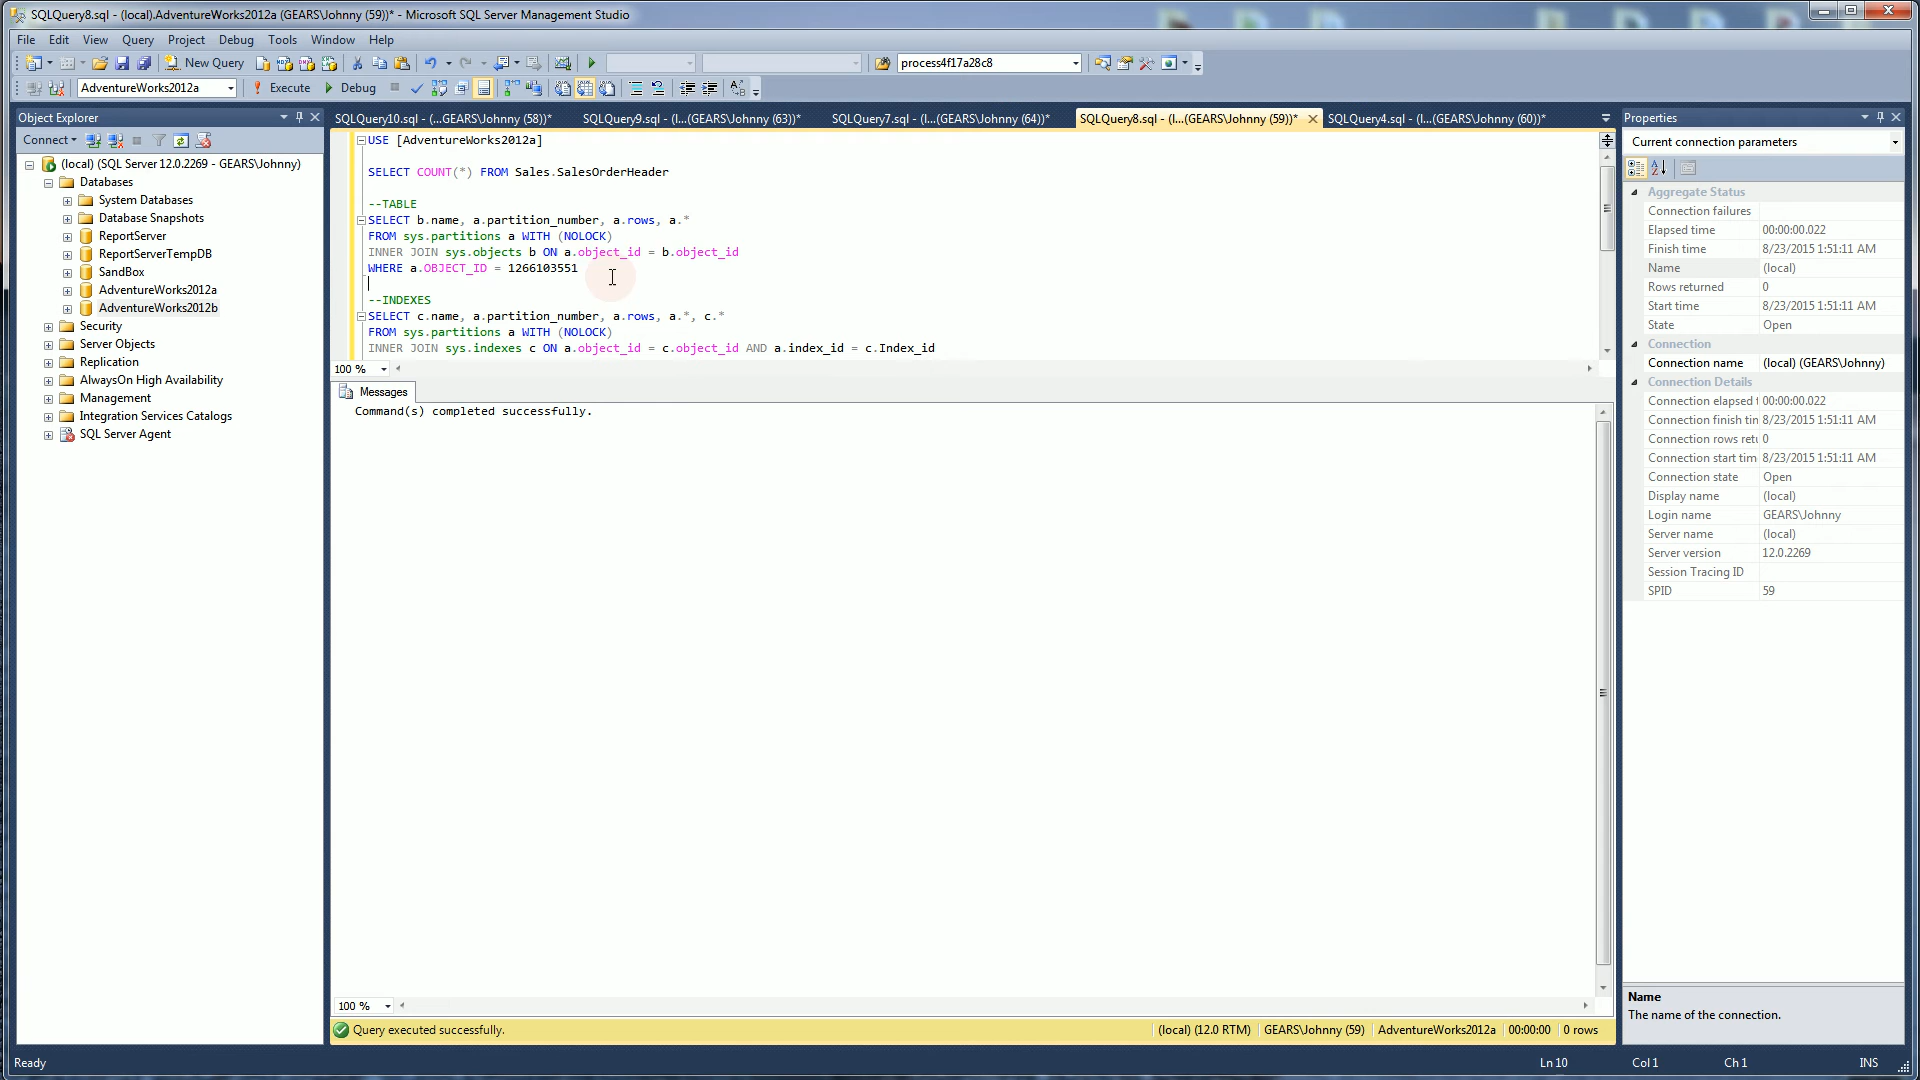 SQLQuery8.sql - (local).AdventureWorks2012a (GEARS\Johnny (59))* - Microsoft SQL Server Management Studio
File Edit View Query Project Debug Tools Window Help
New Query
process4f17a28c8
AdventureWorks2012a
Execute
Debug
Object Explorer
Connect
(local) (SQL Server 12.0.2269 - GEARS\Johnny)
Databases
System Databases
Database Snapshots
ReportServer
ReportServerTempDB
SandBox
AdventureWorks2012a
AdventureWorks2012b
Security
Server Objects
Replication
AlwaysOn High Availability
Management
Integration Services Catalogs
SQL Server Agent
SQLQuery10.sql - (...GEARS\Johnny (58))*
SQLQuery9.sql - (l...(GEARS\Johnny (63))*
SQLQuery7.sql - (l...(GEARS\Johnny (64))*
SQLQuery8.sql - (l...(GEARS\Johnny (59))*
SQLQuery4.sql - (l...(GEARS\Johnny (60))*
USE [AdventureWorks2012a]
SELECT COUNT(*) FROM Sales.SalesOrderHeader
--TABLE
SELECT b.name, a.partition_number, a.rows, a.*
FROM sys.partitions a WITH (NOLOCK)
INNER JOIN sys.objects b ON a.object_id = b.object_id
WHERE a.OBJECT_ID = 1266103551
--INDEXES
SELECT c.name, a.partition_number, a.rows, a.*, c.*
FROM sys.partitions a WITH (NOLOCK)
INNER JOIN sys.indexes c ON a.object_id = c.object_id AND a.index_id = c.Index_id
100 %
Messages
Command(s) completed successfully.
100 %
Query executed successfully.
(local) (12.0 RTM) GEARS\Johnny (59) AdventureWorks2012a 00:00:00 0 rows
Properties
Current connection parameters
Aggregate Status
Connection failures
Elapsed time 00:00:00.022
Finish time 8/23/2015 1:51:11 AM
Name (local)
Rows returned 0
Start time 8/23/2015 1:51:11 AM
State Open
Connection
Connection name (local) (GEARS\Johnny)
Connection Details
Connection elapsed t 00:00:00.022
Connection finish tin 8/23/2015 1:51:11 AM
Connection rows retu 0
Connection start tim 8/23/2015 1:51:11 AM
Connection state Open
Display name (local)
Login name GEARS\Johnny
Server name (local)
Server version 12.0.2269
Session Tracing ID
SPID 59
Name
The name of the connection.
Ready
Ln 10 Col 1 Ch 1 INS